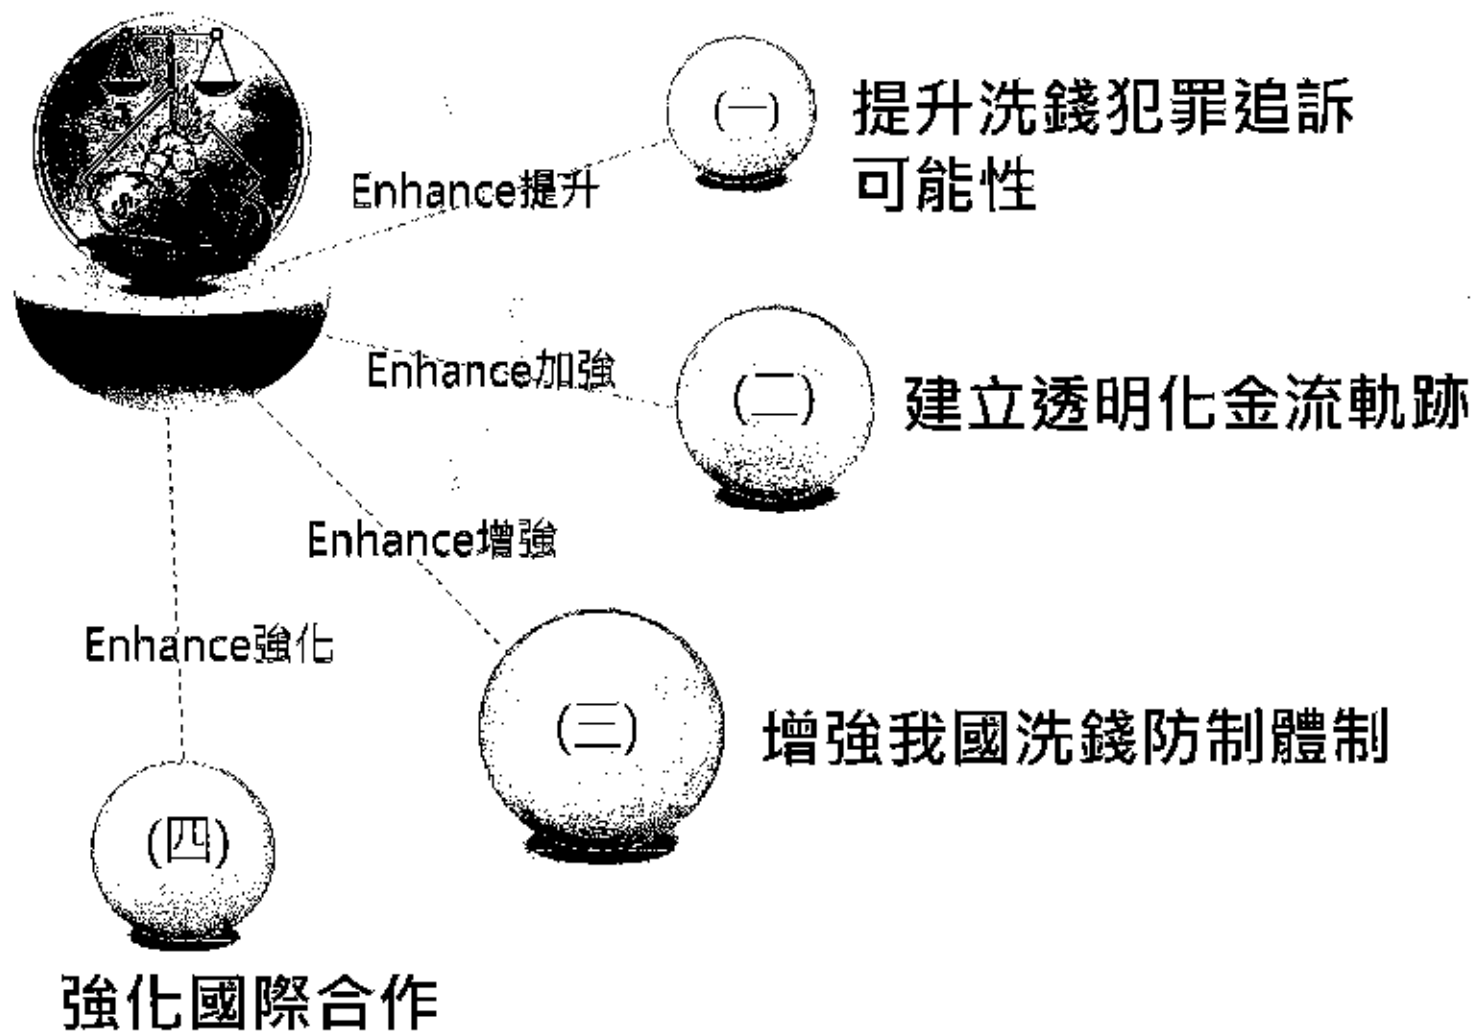 (一)
提升洗錢犯罪追訴
可能性
Enhance提升
(二)
建立透明化金流軌跡
Enhance加強
(三)
增強我國洗錢防制體制
Enhance增強
(四)
強化國際合作
Enhance強化